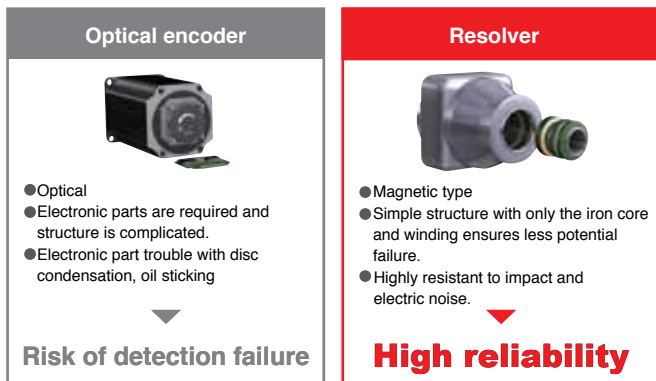 Optical encoder
●Optical
●Electronic parts are required and
structure is complicated.
●Electronic part trouble with disc
condensation, oil sticking
Risk of detection failure
Resolver
●Magnetic type
●Simple structure with only the iron core
and winding ensures less potential
failure.
●Highly resistant to impact and
electric noise.
High reliability